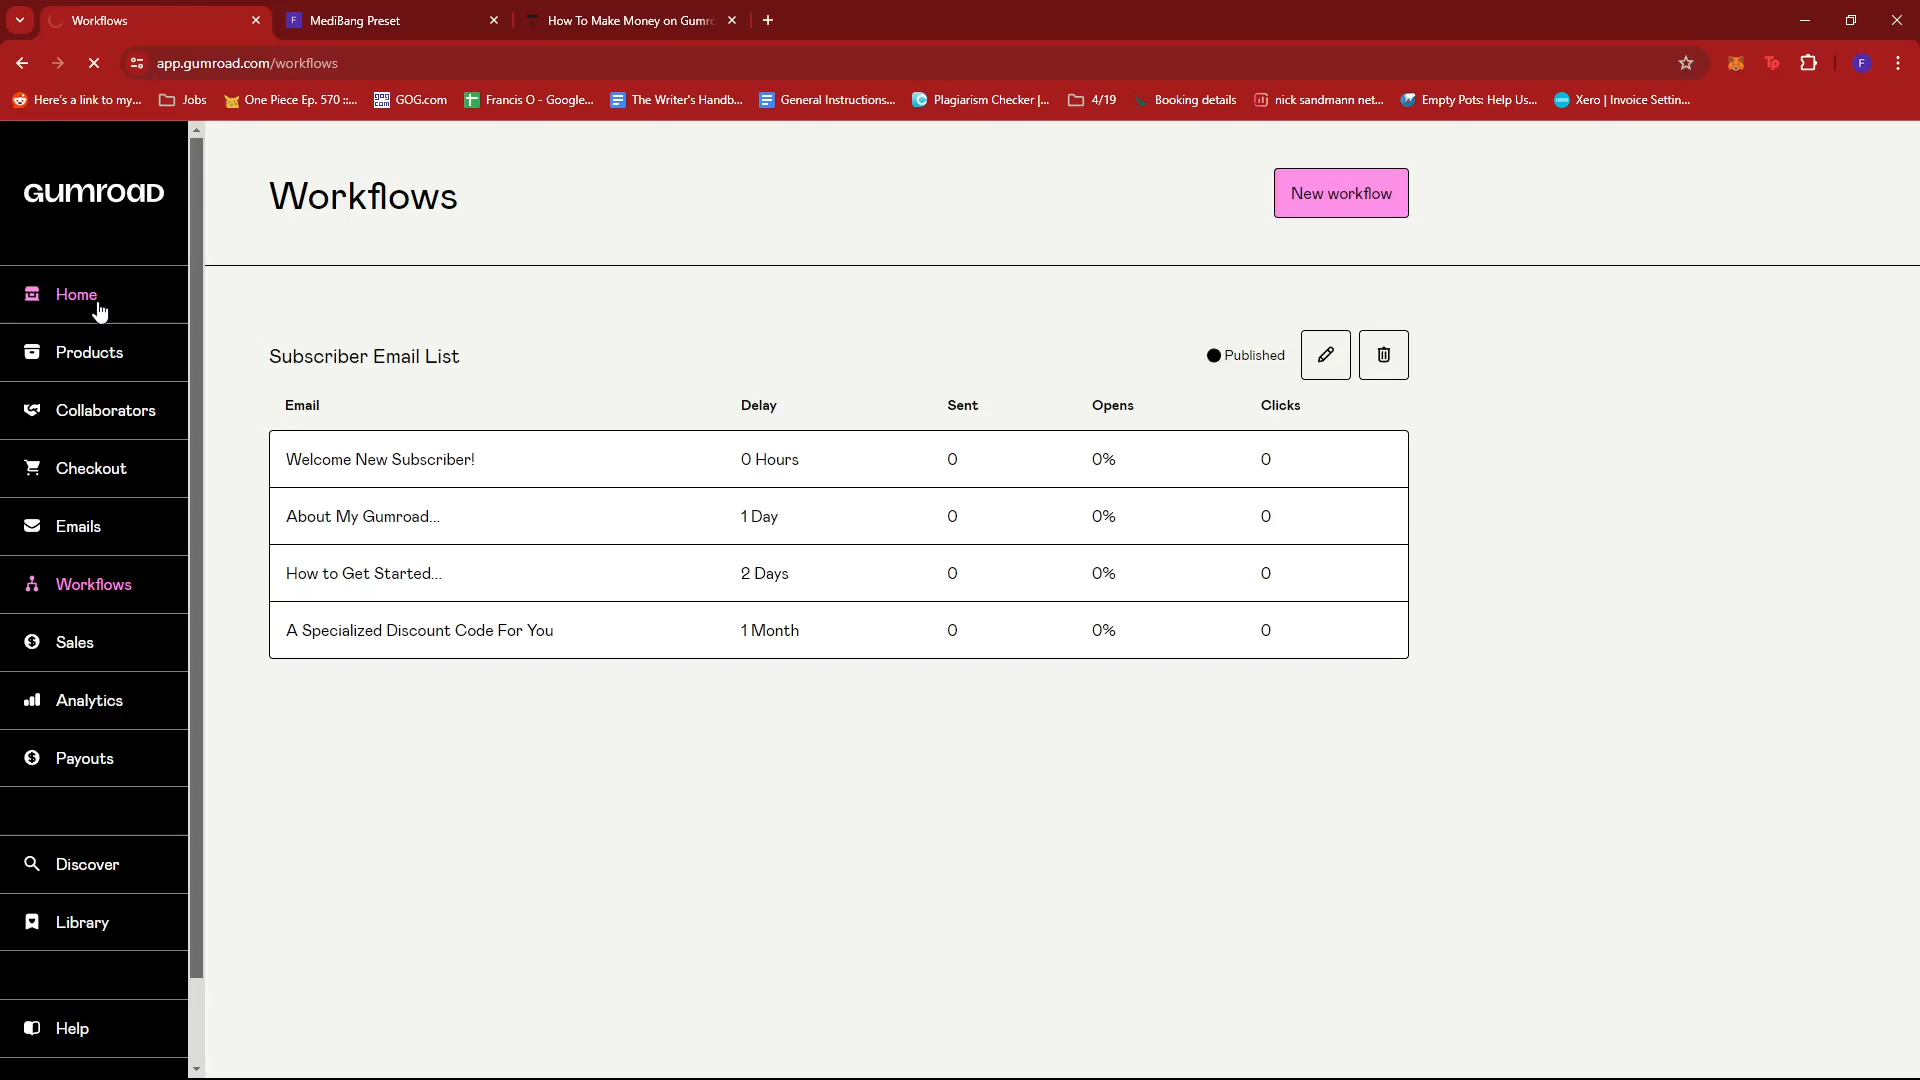 Workflows
MediBang Preset
How To Make Money on Gumro
app.gumroad.com/workflows
Here's a link to my...
Jobs
One Piece Ep. 570 ::...
GOG.com
Francis O - Google...
The Writer's Handb...
General Instructions...
Plagiarism Checker |...
4/19
Booking details
nick sandmann net...
Empty Pots: Help Us...
Xero | Invoice Settin...
GUMROAD
Home
Products
Collaborators
Checkout
Emails
Workflows
Sales
Analytics
Payouts
Discover
Library
Help
Workflows
New workflow
Subscriber Email List
Published
Email Delay Sent Opens Clicks
Welcome New Subscriber! 0 Hours 0 0% 0
About My Gumroad... 1 Day 0 0% 0
How to Get Started... 2 Days 0 0% 0
A Specialized Discount Code For You 1 Month 0 0% 0